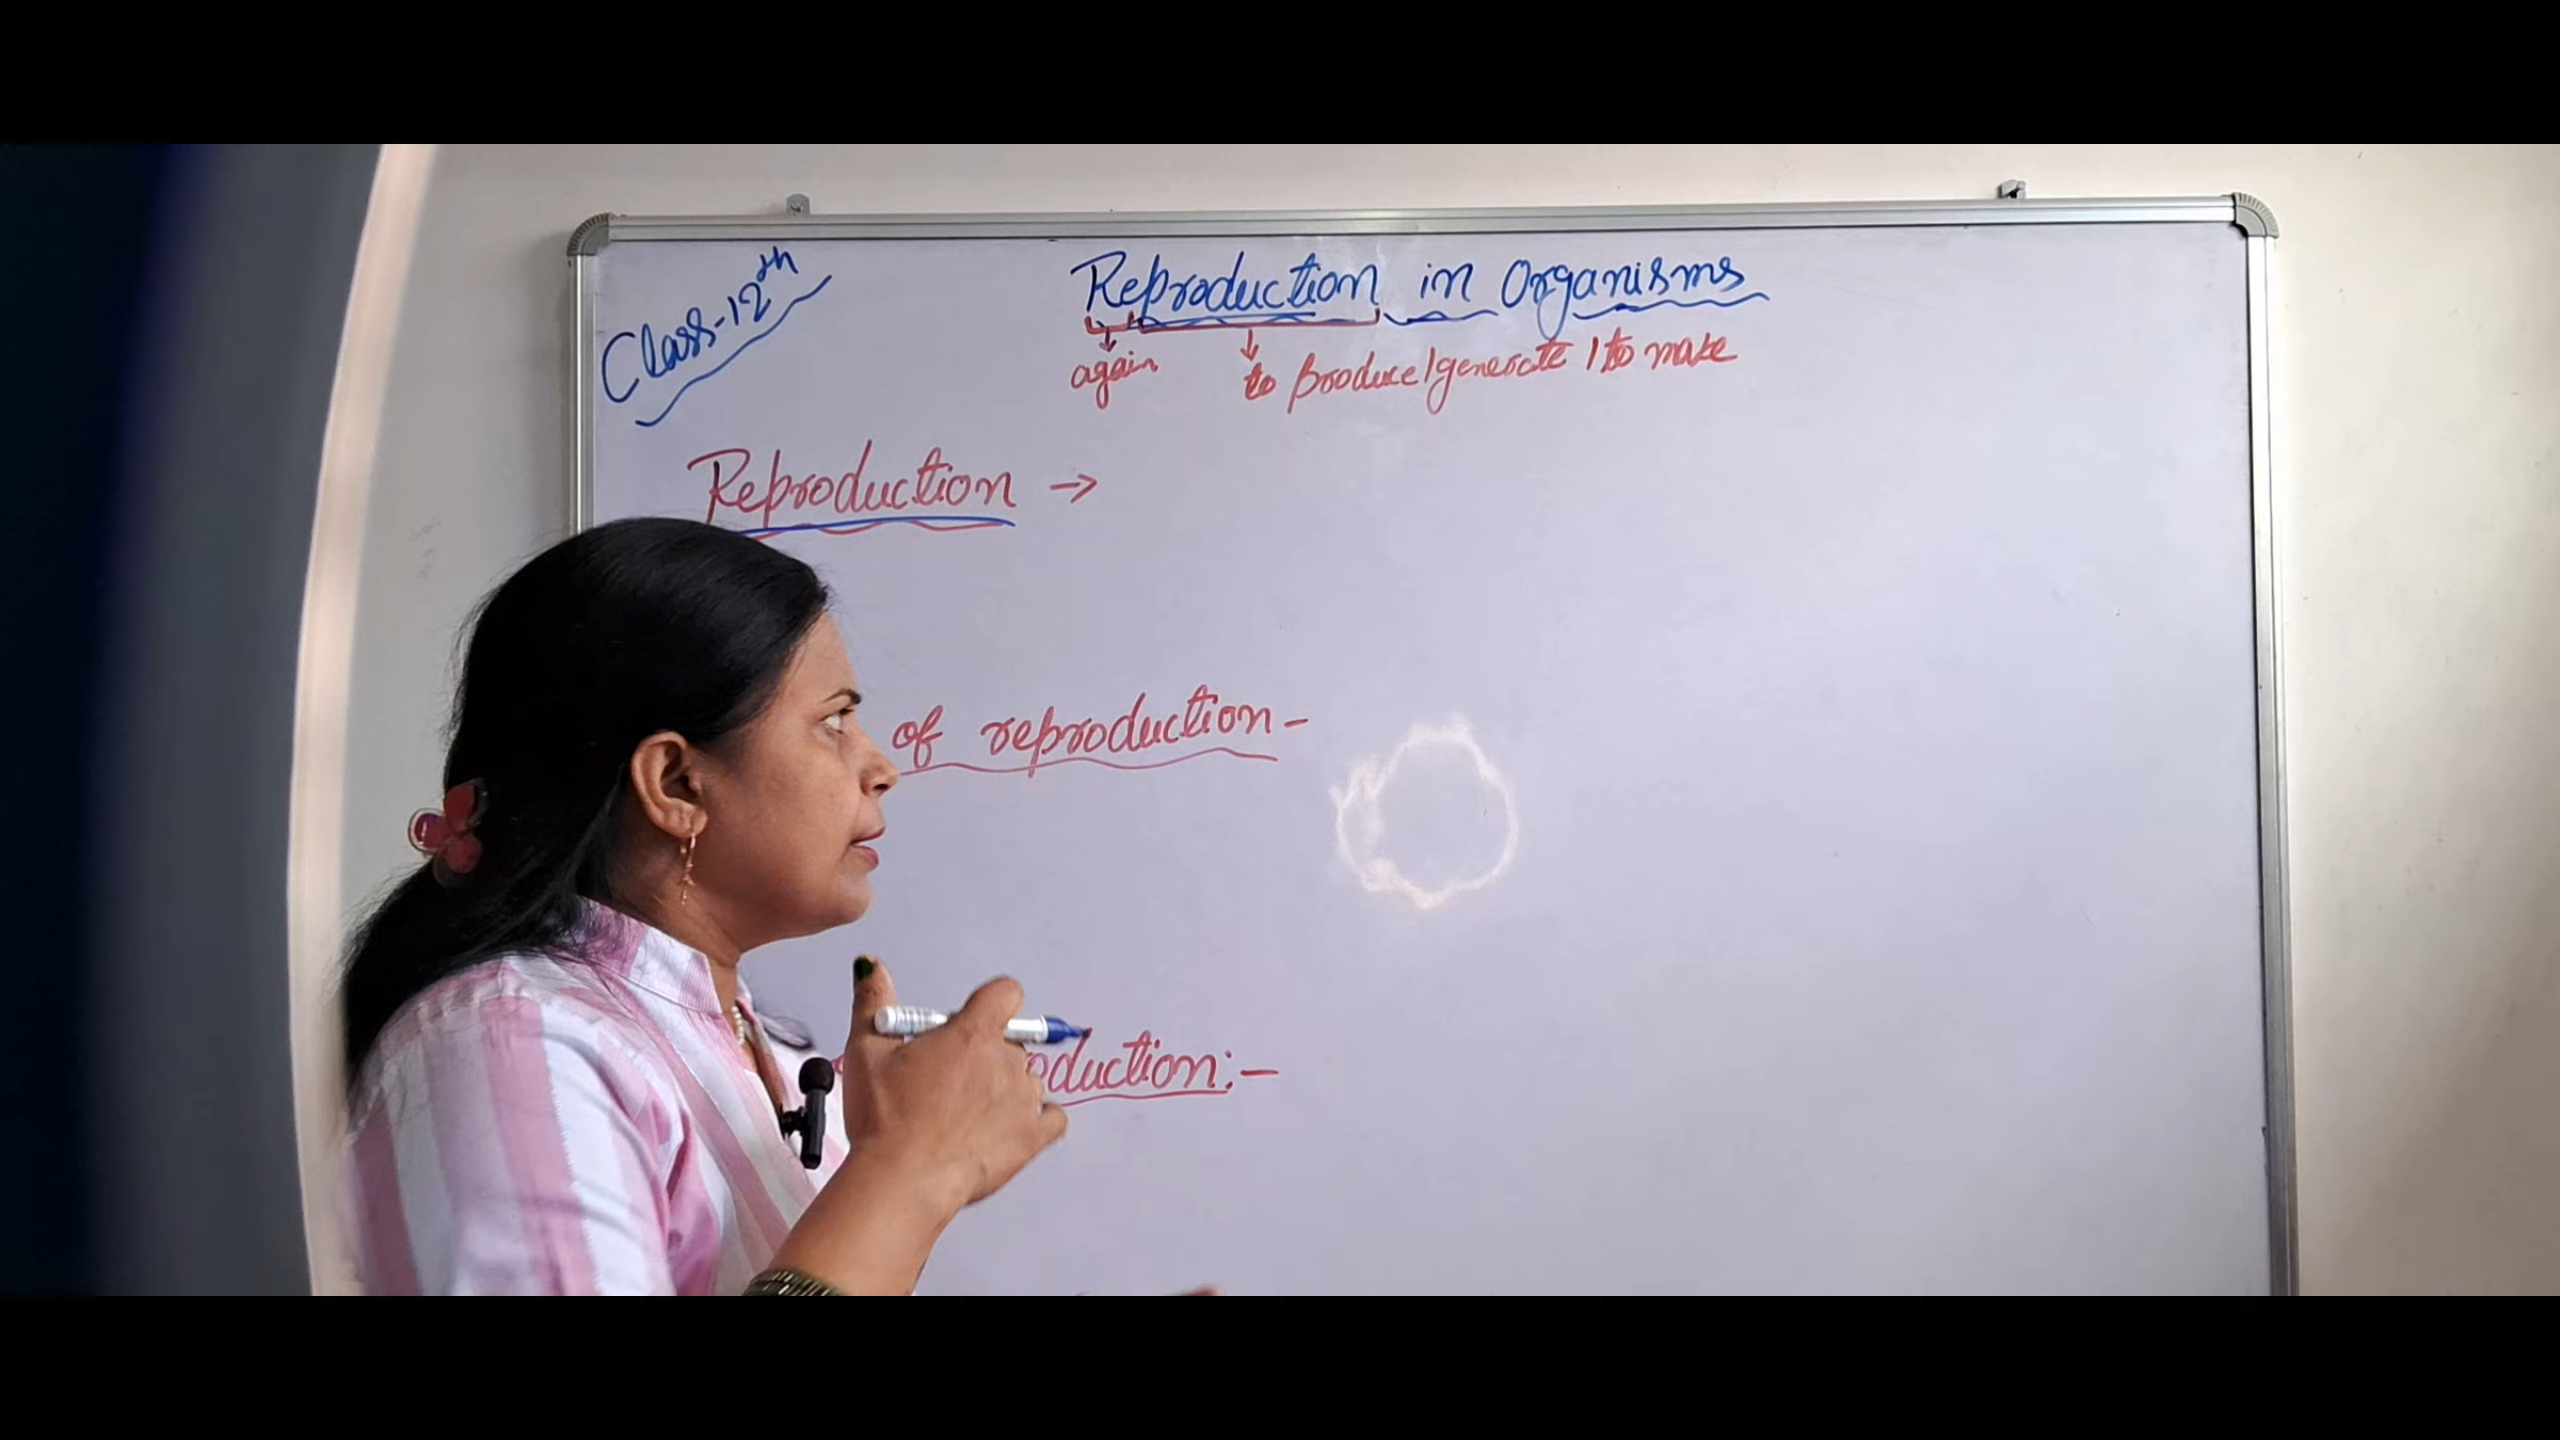 Class-12th
Reproduction in Organisms
again to produce/generate / to make
Reproduction →
of reproduction -
oduction:-